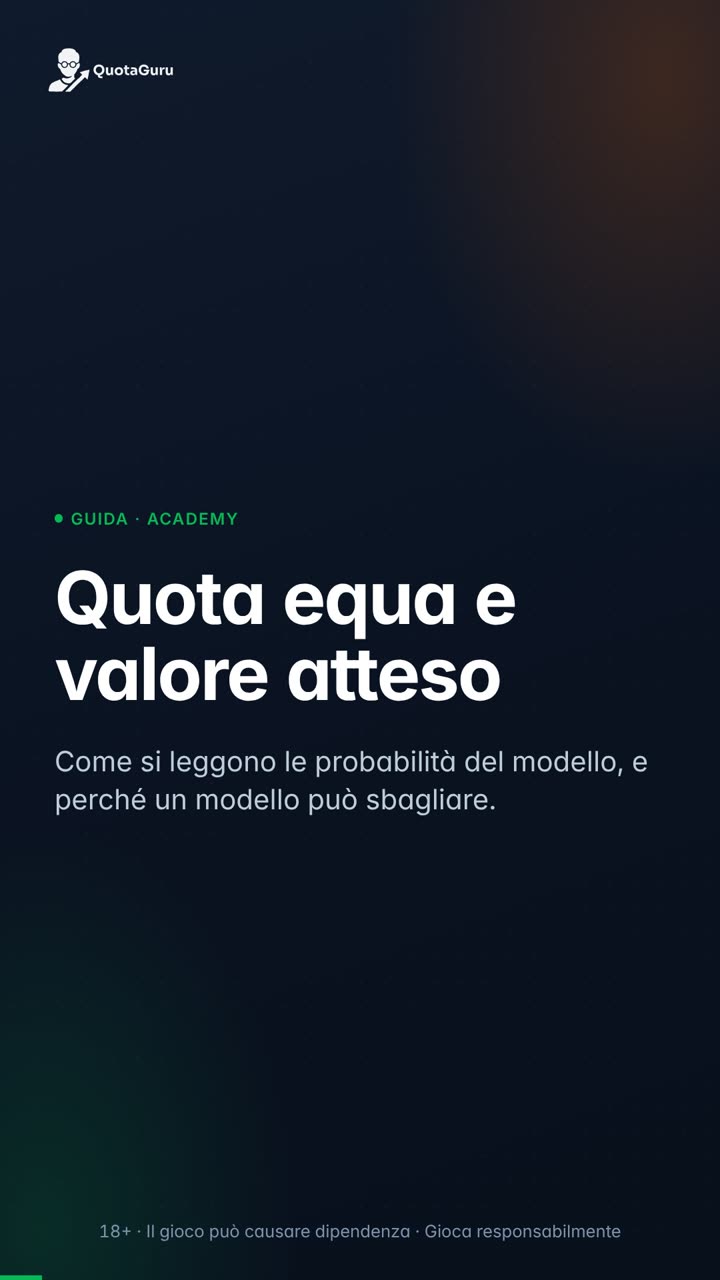 QuotaGuru
GUIDA · ACADEMY
Quota equa e
valore atteso
Come si leggono le probabilità del modello, e
perché un modello può sbagliare.
18+ · Il gioco può causare dipendenza · Gioca responsabilmente